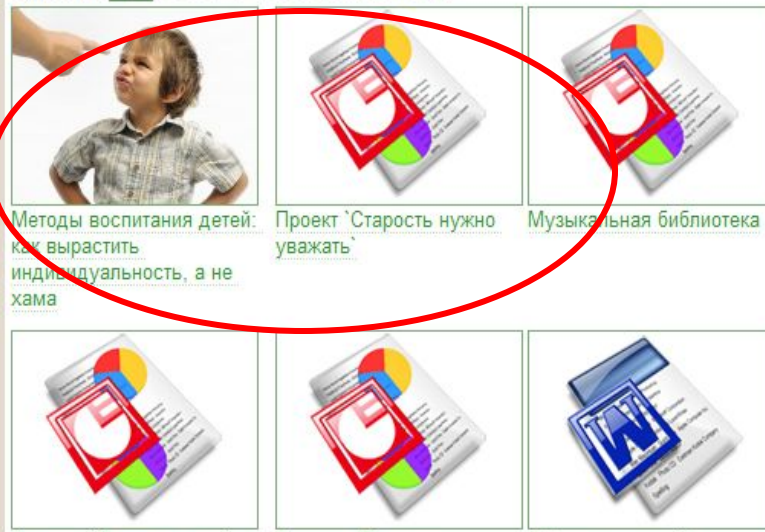 Методы воспитания детей:
как вырастить
индивидуальность, а не
хама
Проект `Старость нужно
уважать`
Музыкальная библиотека